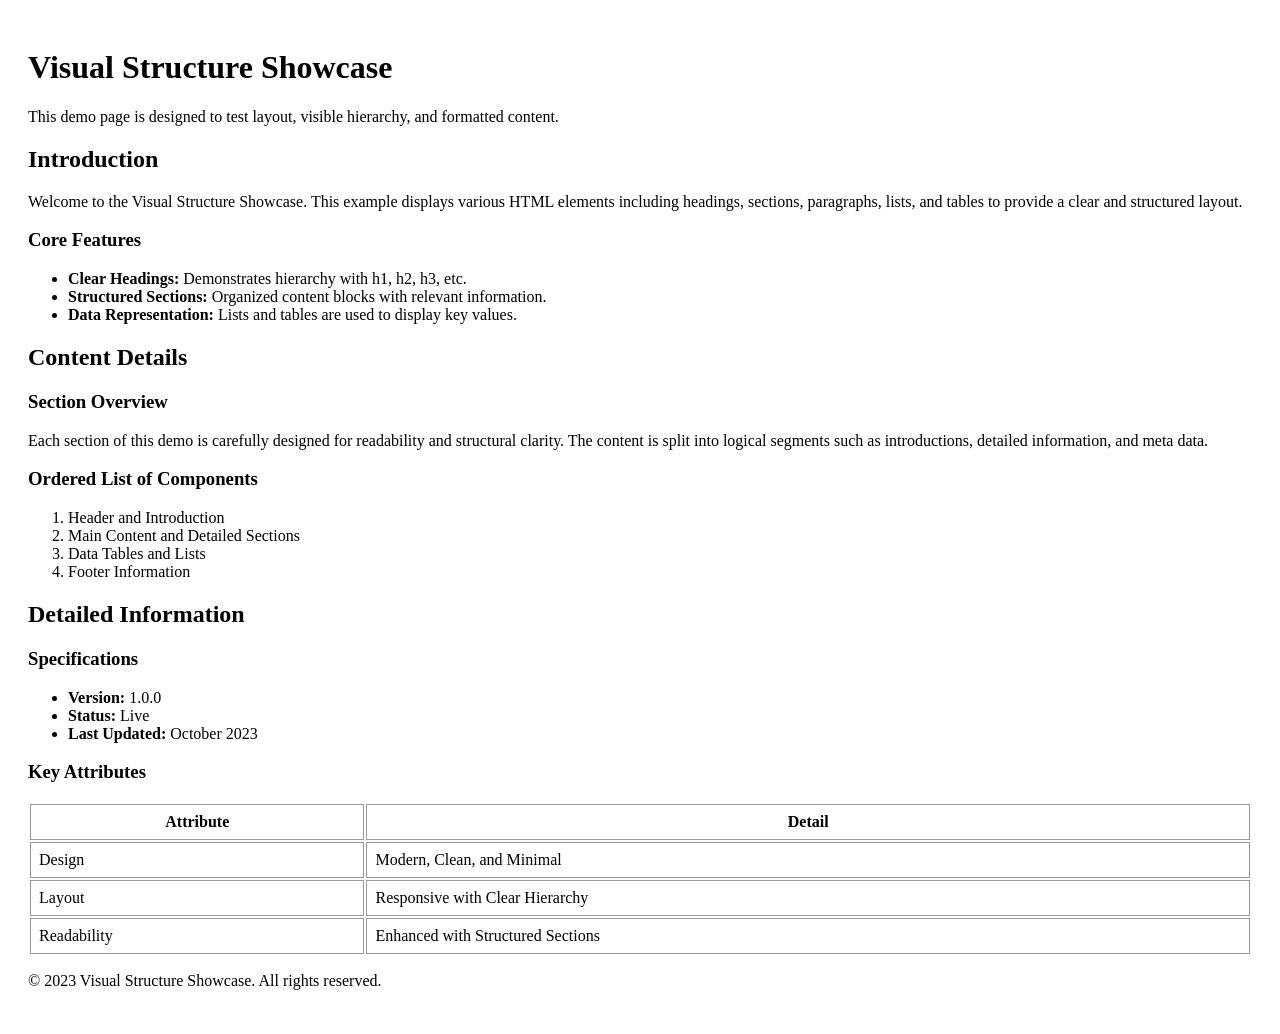 Visual Structure Showcase
This demo page is designed to test layout, visible hierarchy, and formatted content.
Introduction
Welcome to the Visual Structure Showcase. This example displays various HTML elements including headings, sections, paragraphs, lists, and tables to provide a clear and structured layout.
Core Features
• Clear Headings: Demonstrates hierarchy with h1, h2, h3, etc.
• Structured Sections: Organized content blocks with relevant information.
• Data Representation: Lists and tables are used to display key values.
Content Details
Section Overview
Each section of this demo is carefully designed for readability and structural clarity. The content is split into logical segments such as introductions, detailed information, and meta data.
Ordered List of Components
1. Header and Introduction
2. Main Content and Detailed Sections
3. Data Tables and Lists
4. Footer Information
Detailed Information
Specifications
• Version: 1.0.0
• Status: Live
• Last Updated: October 2023
Key Attributes
Attribute Detail
Design Modern, Clean, and Minimal
Layout Responsive with Clear Hierarchy
Readability Enhanced with Structured Sections
© 2023 Visual Structure Showcase. All rights reserved.